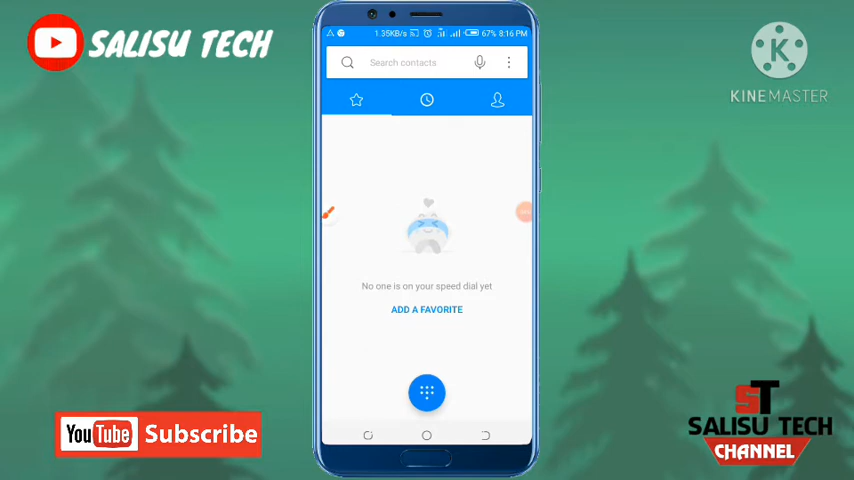 SALISU TECH
1.35KB/s 67% 8:16 PM
Search contacts
K
KINEMASTER
No one is on your speed dial yet
ADD A FAVORITE
YouTube Subscribe
ST
SALISU TECH
CHANNEL